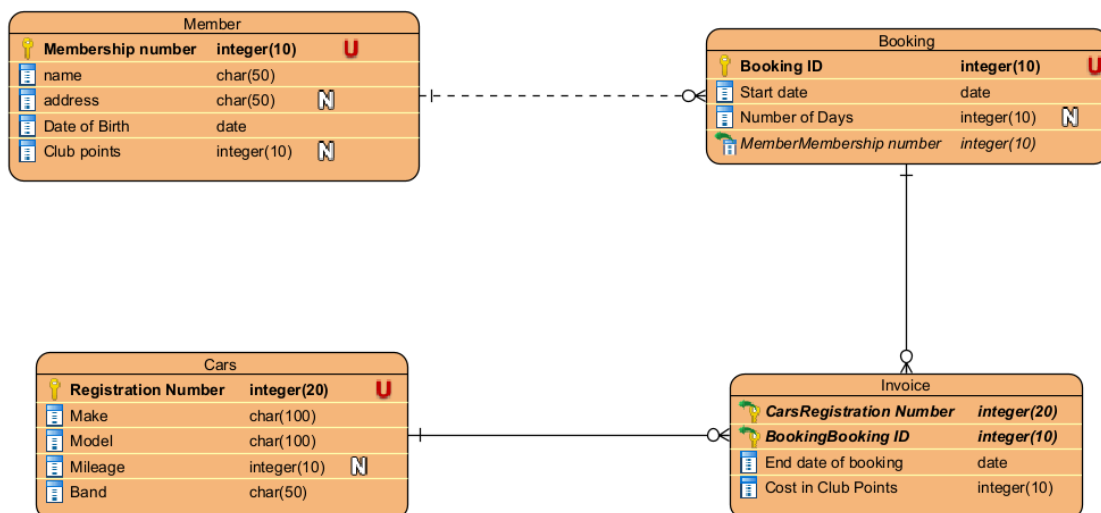 Member
Membership number integer(10) U
name char(50)
address char(50) N
Date of Birth date
Club points integer(10) N
Booking
Booking ID integer(10) U
Start date date
Number of Days integer(10) N
MemberMembership number integer(10)
Cars
Registration Number integer(20) U
Make char(100)
Model char(100)
Mileage integer(10) N
Band char(50)
Invoice
CarsRegistration Number integer(20)
BookingBooking ID integer(10)
End date of booking date
Cost in Club Points integer(10)